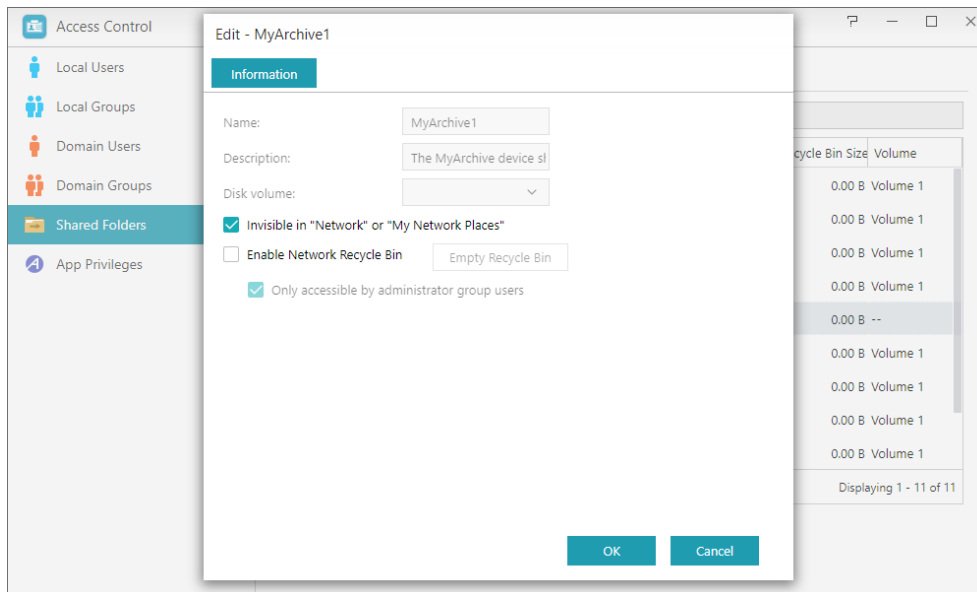 Access Control
Local Users
Local Groups
Domain Users
Domain Groups
Shared Folders
App Privileges
Edit - MyArchive1
Information
Name:
MyArchive1
Description:
The MyArchive device sl
Disk volume:
Invisible in "Network" or "My Network Places"
Enable Network Recycle Bin
Empty Recycle Bin
Only accessible by administrator group users
OK
Cancel
cycle Bin Size Volume
0.00 B Volume 1
0.00 B Volume 1
0.00 B Volume 1
0.00 B Volume 1
0.00 B --
0.00 B Volume 1
0.00 B Volume 1
0.00 B Volume 1
0.00 B Volume 1
Displaying 1 - 11 of 11